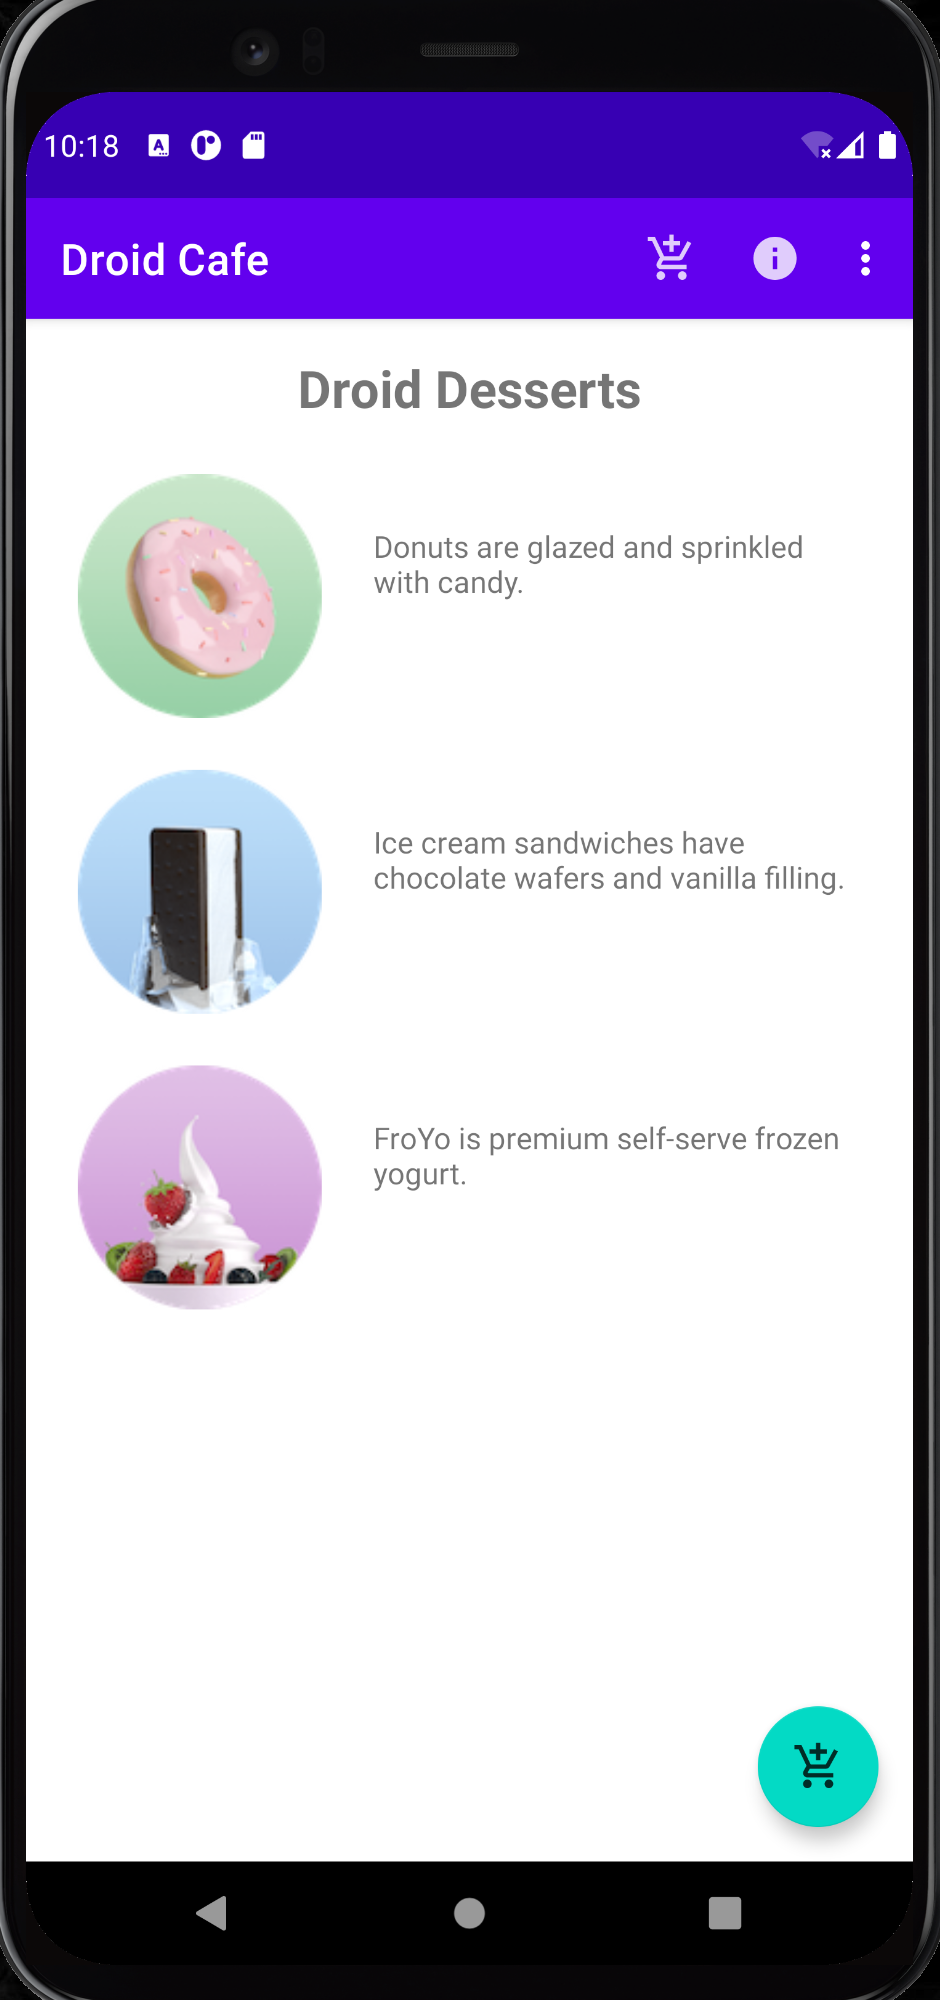 10:18
Droid Cafe
Droid Desserts
Donuts are glazed and sprinkled
with candy.
Ice cream sandwiches have
chocolate wafers and vanilla filling.
FroYo is premium self-serve frozen
yogurt.